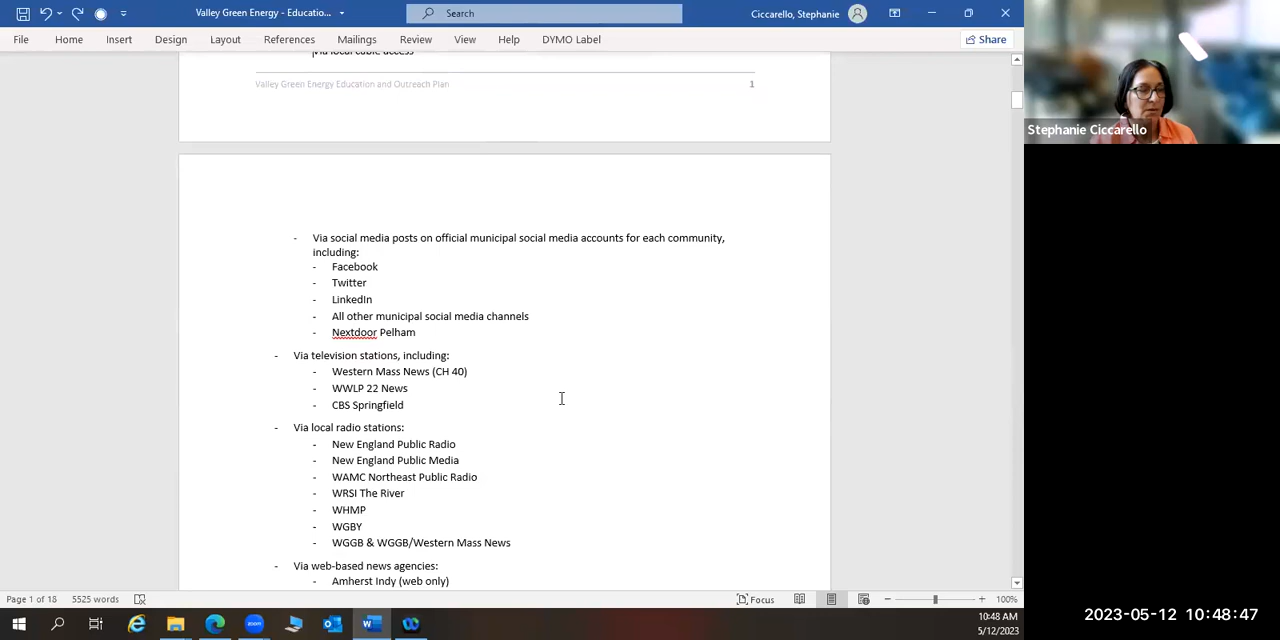 Valley Green Energy - Educatio...
Search
Ciccarello, Stephanie
File Home Insert Design Layout References Mailings Review View Help DYMO Label Share
via local cable access
Valley Green Energy Education and Outreach Plan 1
Stephanie Ciccarello
- Via social media posts on official municipal social media accounts for each community,
including:
- Facebook
- Twitter
- LinkedIn
- All other municipal social media channels
- Nextdoor Pelham
- Via television stations, including:
- Western Mass News (CH 40)
- WWLP 22 News
- CBS Springfield
- Via local radio stations:
- New England Public Radio
- New England Public Media
- WAMC Northeast Public Radio
- WRSI The River
- WHMP
- WGBY
- WGGB & WGGB/Western Mass News
- Via web-based news agencies:
- Amherst Indy (web only)
Page 1 of 18 5525 words Focus 100%
zoom
10:48 AM
5/12/2023
2023-05-12 10:48:47